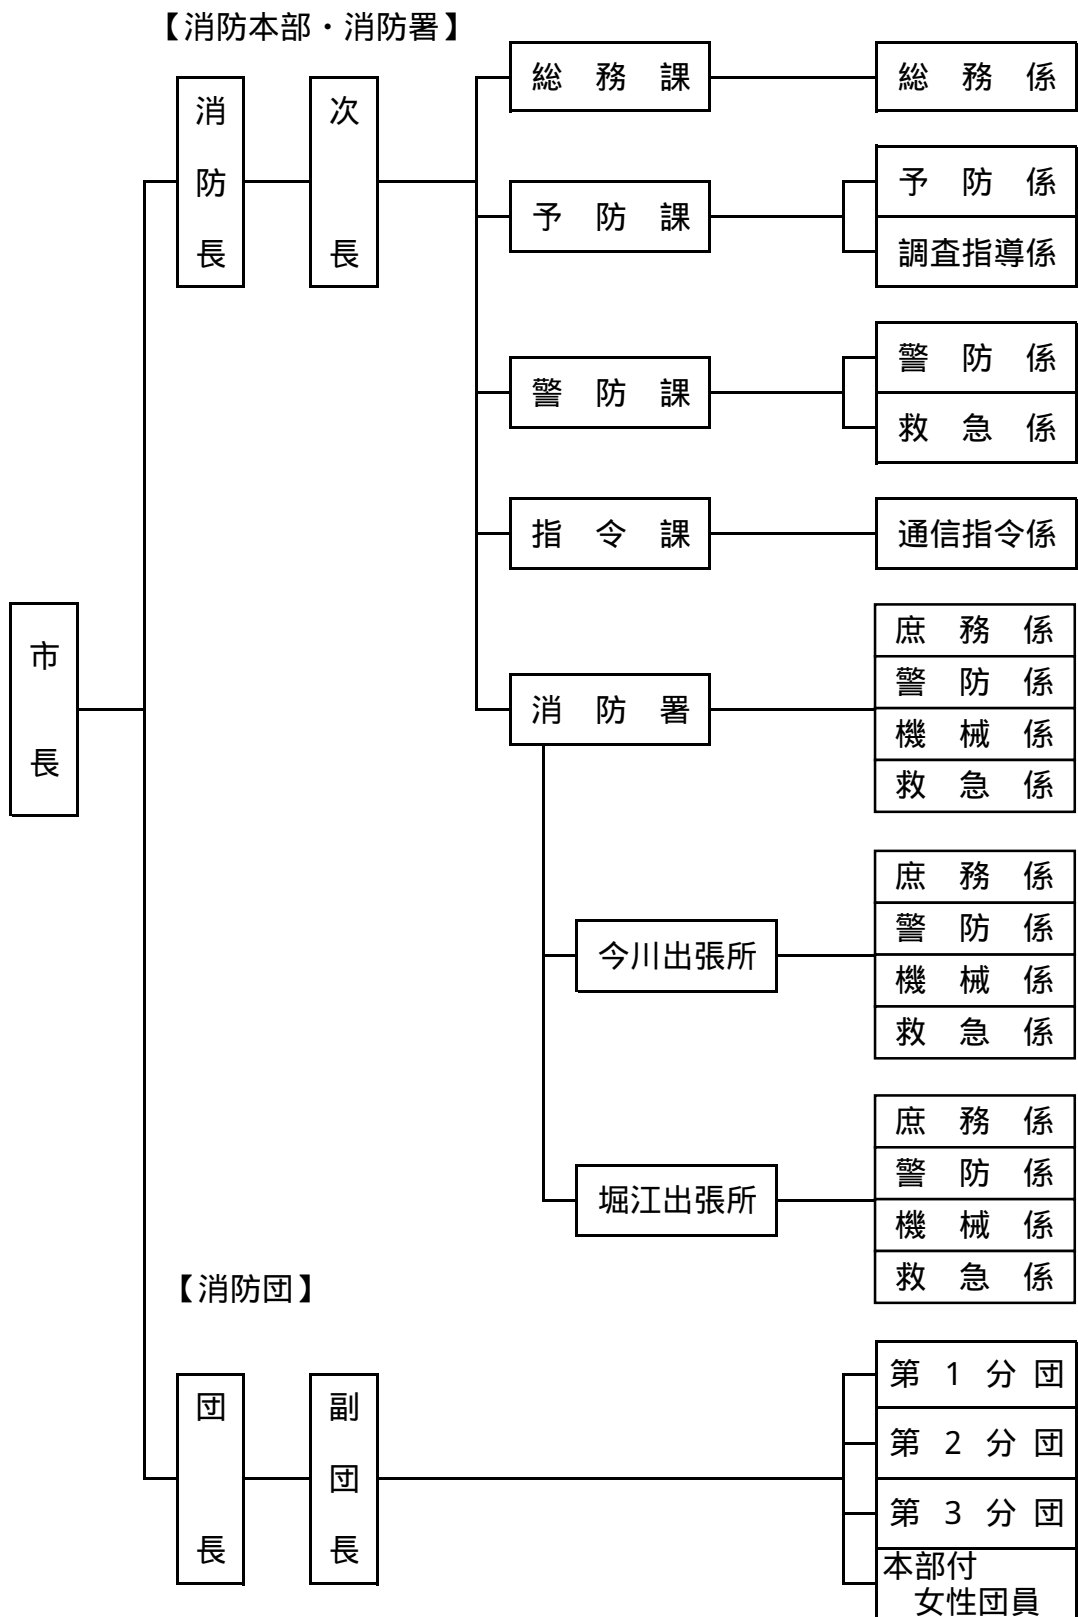 【消防本部・消防署】
市長
消防長
次長
総務課
総務係
予防課
予防係
調査指導係
警防課
警防係
救急係
指令課
通信指令係
消防署
庶務係
警防係
機械係
救急係
今川出張所
庶務係
警防係
機械係
救急係
堀江出張所
庶務係
警防係
機械係
救急係
【消防団】
団長
副団長
第1分団
第2分団
第3分団
本部付
女性団員